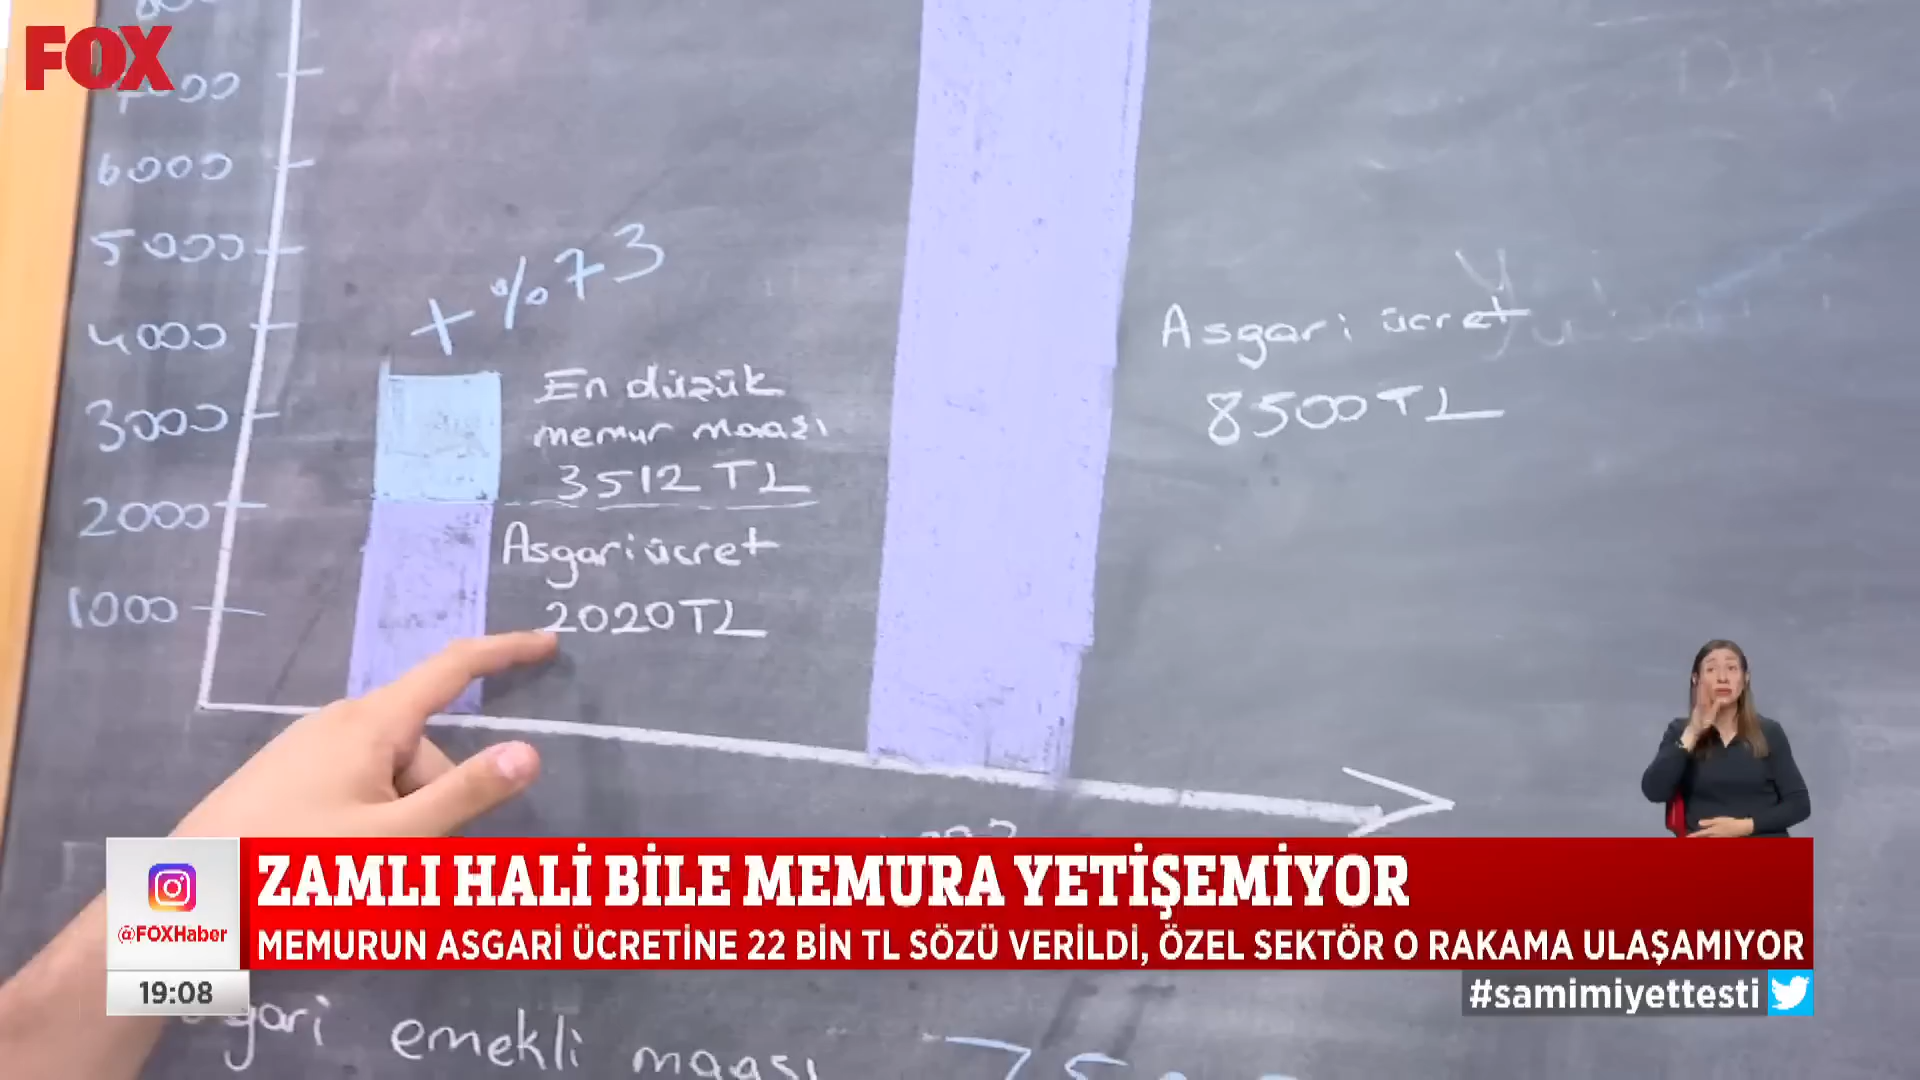 FOX
7000
6000
5000
4000
3000
2000
1000
+ %73
En düşük
memur maaşı
3512 TL
Asgari ücret
2020 TL
Asgari ücret
8500 TL
ZAMLI HALİ BİLE MEMURA YETİŞEMİYOR
MEMURUN ASGARİ ÜCRETİNE 22 BİN TL SÖZÜ VERİLDİ, ÖZEL SEKTÖR O RAKAMA ULAŞAMIYOR
@FOXHaber
19:08
#samimiyettesti
emekli maaşı